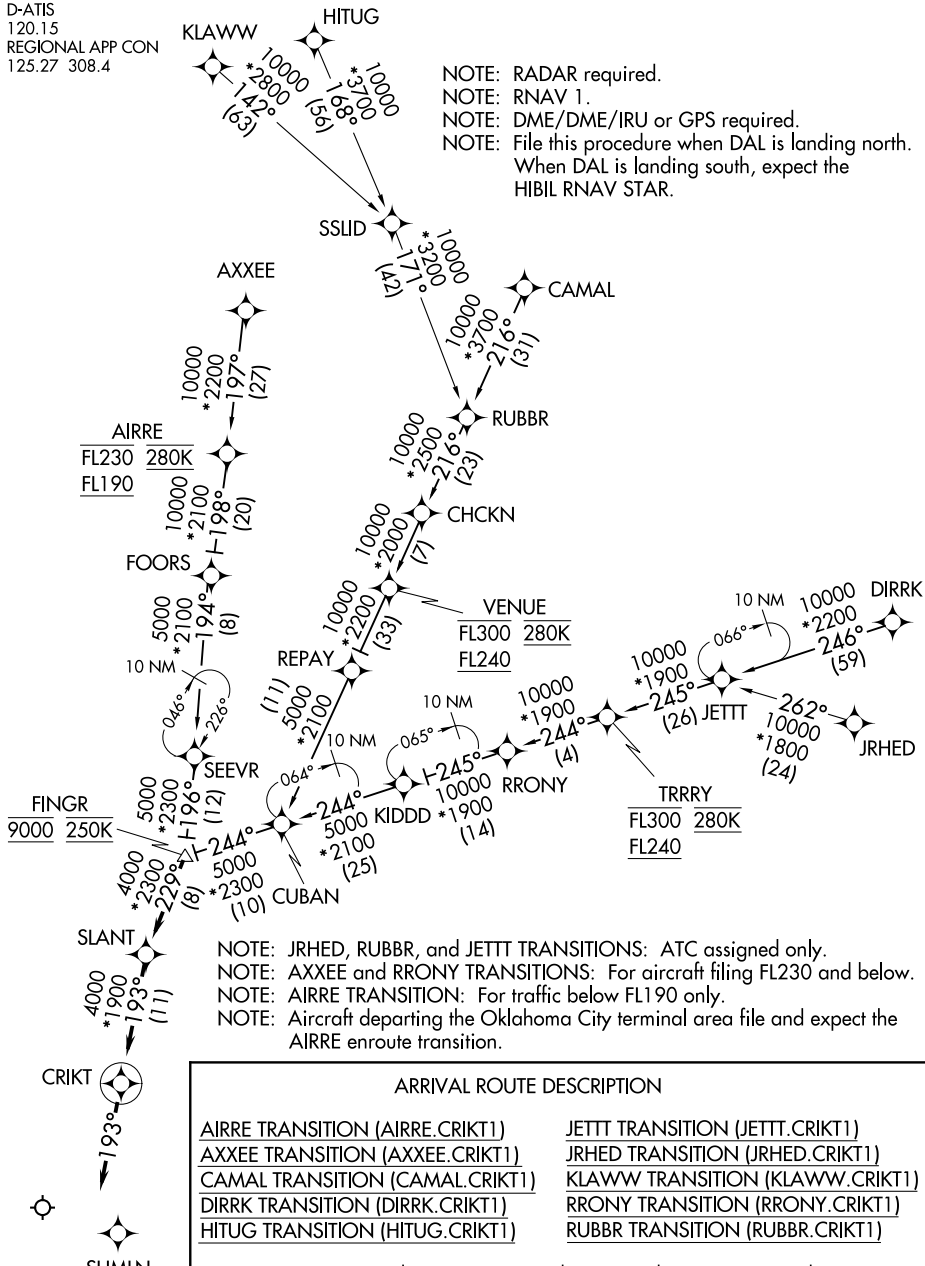 D-ATIS
120.15
REGIONAL APP CON
125.27 308.4
KLAWW
HITUG
10000
*2800
142°
(63)
10000
*3700
168°
(56)
NOTE: RADAR required.
NOTE: RNAV 1.
NOTE: DME/DME/IRU or GPS required.
NOTE: File this procedure when DAL is landing north.
When DAL is landing south, expect the
HIBIL RNAV STAR.
SSLID
10000
*3200
171°
(42)
AXXEE
CAMAL
10000
*3700
216°
(31)
10000
*2200
197°
(27)
RUBBR
AIRRE
FL230 280K
FL190
10000
*2500
216°
(23)
10000
*2100
198°
(20)
CHCKN
10000
*2000
(7)
FOORS
VENUE
FL300 280K
FL240
10 NM
DIRRK
10000
*2200
246°
(59)
066°
5000
*2100
194°
(8)
10000
*2200
(33)
REPAY
10 NM
046°
226°
(11)
5000
*2100
10000
*1900
245°
(26)
JETTT
262°
10000
*1800
(24)
JRHED
10 NM
065°
10000
*1900
244°
(4)
10 NM
064°
SEEVR
RRONY
TRRRY
FL300 280K
FL240
FINGR
9000 250K
5000
*2300
196°
(12)
KIDDD
245°
10000
*1900
(14)
244°
5000
*2100
(25)
244°
5000
*2300
(10)
CUBAN
4000
*2300
229°
(8)
SLANT
NOTE: JRHED, RUBBR, and JETTT TRANSITIONS: ATC assigned only.
NOTE: AXXEE and RRONY TRANSITIONS: For aircraft filing FL230 and below.
NOTE: AIRRE TRANSITION: For traffic below FL190 only.
NOTE: Aircraft departing the Oklahoma City terminal area file and expect the
AIRRE enroute transition.
4000
*1900
193°
(11)
CRIKT
193°
ARRIVAL ROUTE DESCRIPTION
AIRRE TRANSITION (AIRRE.CRIKT1)
AXXEE TRANSITION (AXXEE.CRIKT1)
CAMAL TRANSITION (CAMAL.CRIKT1)
DIRRK TRANSITION (DIRRK.CRIKT1)
HITUG TRANSITION (HITUG.CRIKT1)
JETTT TRANSITION (JETTT.CRIKT1)
JRHED TRANSITION (JRHED.CRIKT1)
KLAWW TRANSITION (KLAWW.CRIKT1)
RRONY TRANSITION (RRONY.CRIKT1)
RUBBR TRANSITION (RUBBR.CRIKT1)